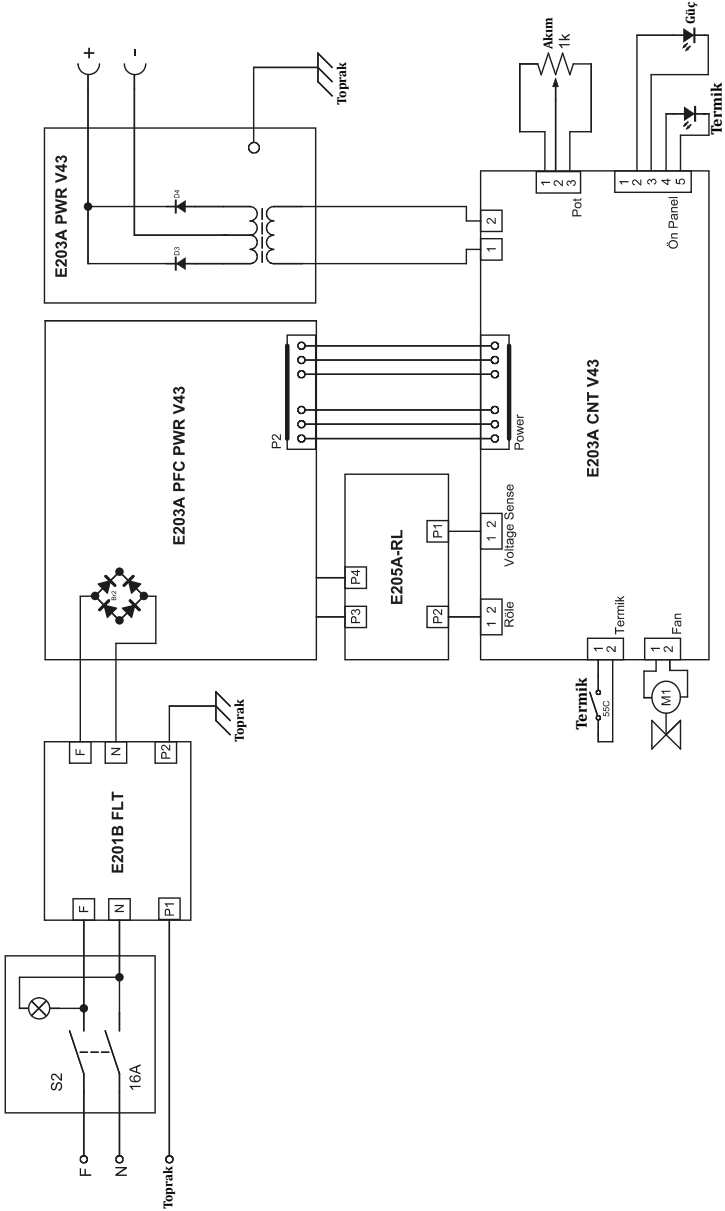 +
-
Toprak
E203A PWR V43
D4
D3
Akım
1k
Güç
Termik
1
2
3
Pot
1
2
3
4
5
Ön Panel
2
1
E203A PFC PWR V43
Br2
P2
Power
E203A CNT V43
E205A-RL
P4
P3
P1
P2
1 2
Voltage Sense
1 2
Röle
1
2
Termik
1
2
Fan
Termik
55C
M1
E201B FLT
F
N
P2
Toprak
F
N
P1
S2
16A
F
N
Toprak